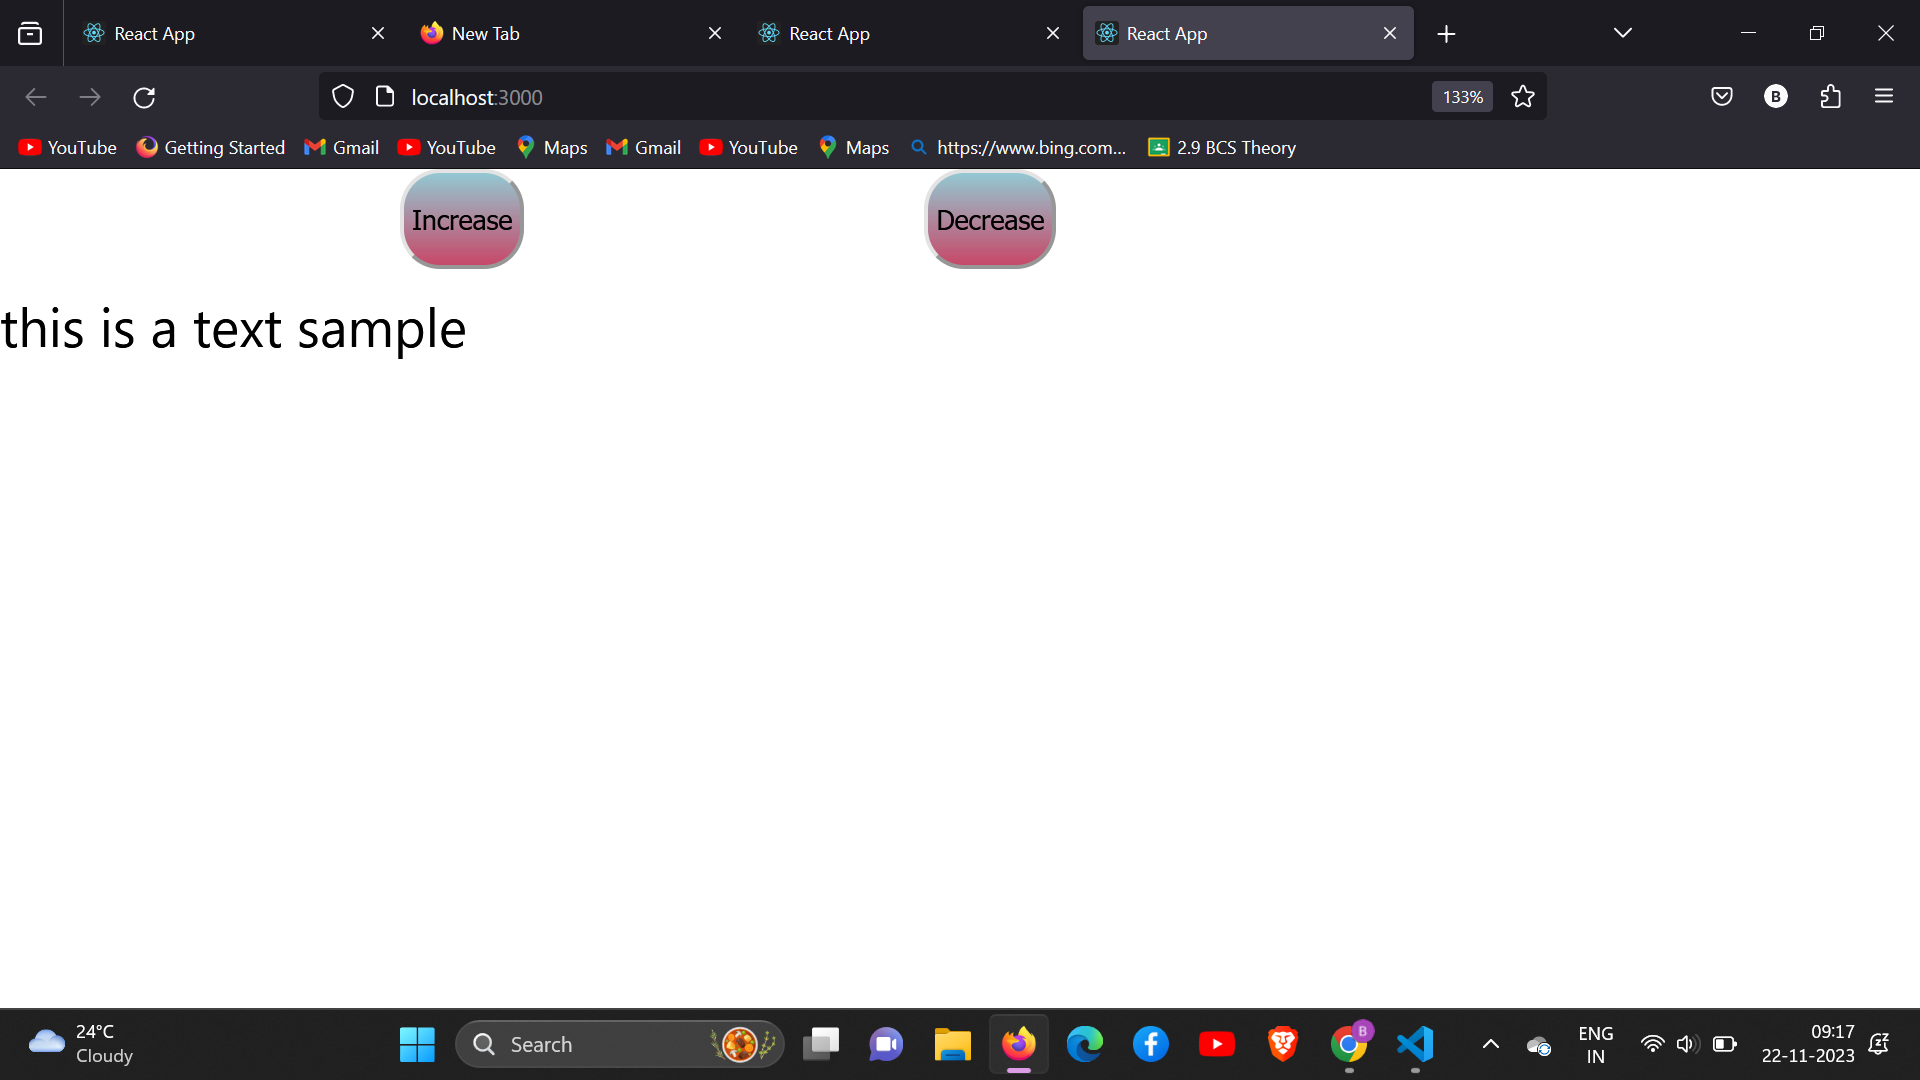 React App
New Tab
React App
React App
localhost:3000
133%
B
YouTube
Getting Started
Gmail
YouTube
Maps
Gmail
YouTube
Maps
https://www.bing.com...
2.9 BCS Theory
Increase
Decrease
this is a text sample
24°C
Cloudy
Search
B
ENG
IN
09:17
22-11-2023